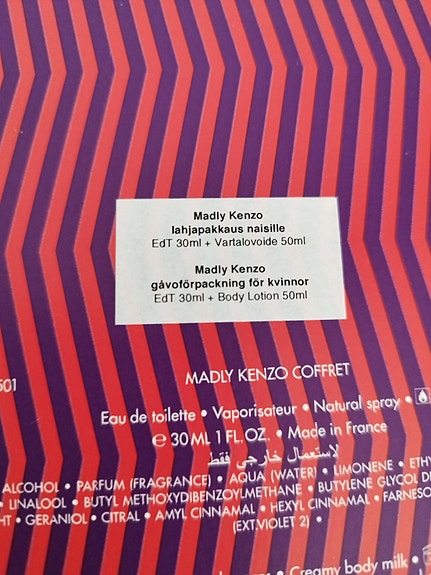 Madly Kenzo
lahjapakkaus naisille
EdT 30ml + Vartalovoide 50ml
Madly Kenzo
gåvoförpackning för kvinnor
EdT 30ml + Body Lotion 50ml
501
MADLY KENZO COFFRET
Eau de toilette • Vaporisateur • Natural spray •
℮ 30 ML 1 FL. OZ. • Made in France
لاستعمال خارجي فقط
ALCOHOL • PARFUM (FRAGRANCE) • AQUA (WATER) • LIMONENE •
• LINALOOL • BUTYL METHOXYDIBENZOYLMETHANE • BUTYLENE GLYCOL
• GERANIOL • CITRAL • AMYL CINNAMAL • HEXYL CINNAMAL •
(EXT.VIOLET 2) •
• Creamy body milk •